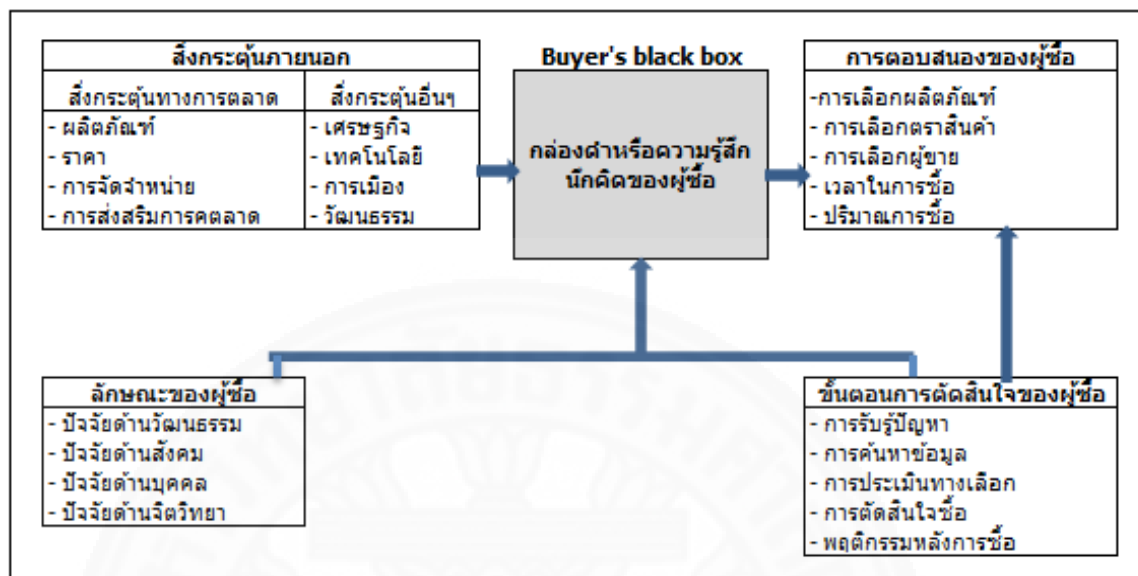 สิ่งกระตุ้นภายนอก
สิ่งกระตุ้นทางการตลาด
- ผลิตภัณฑ์
- ราคา
- การจัดจำหน่าย
- การส่งสริมการคตลาด
สิ่งกระตุ้นอื่นๆ
- เศรษฐกิจ
- เทคโนโลยี
- การเมือง
- วัฒนธรรม
Buyer's black box
กล่องดำหรือความรู้สึก
นึกคิดของผู้ซื้อ
การตอบสนองของผู้ซื้อ
-การเลือกผลิตภัณฑ์
- การเลือกตราสินค้า
- การเลือกผู้ขาย
- เวลาในการซื้อ
- ปริมาณการซื้อ
ลักษณะของผู้ซื้อ
- ปัจจัยด้านวัฒนธรรม
- ปัจจัยด้านสังคม
- ปัจจัยด้านบุคคล
- ปัจจัยด้านจิตวิทยา
ขั้นตอนการตัดสินใจของผู้ซื้อ
- การรับรู้ปัญหา
- การค้นหาข้อมูล
- การประเมินทางเลือก
- การตัดสินใจซื้อ
- พฤติกรรมหลังการซื้อ